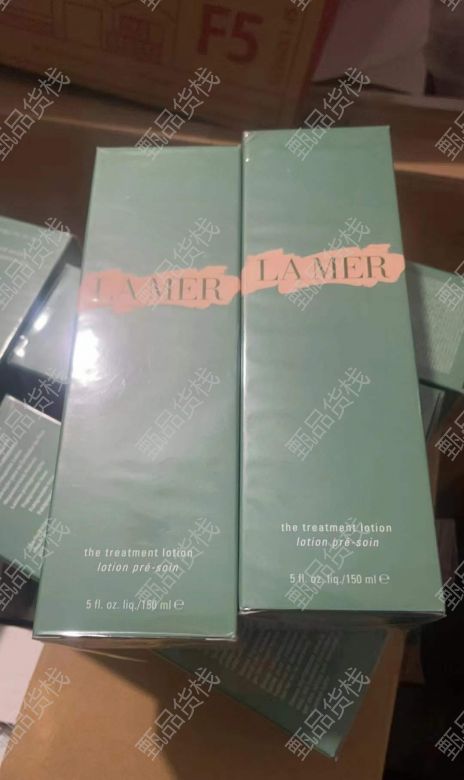 F5
LA MER
the treatment lotion
lotion pré-soin
5 fl. oz. liq./150 ml ℮
LA MER
the treatment lotion
lotion pré-soin
5 fl. oz. liq./150 ml ℮
甄品货栈